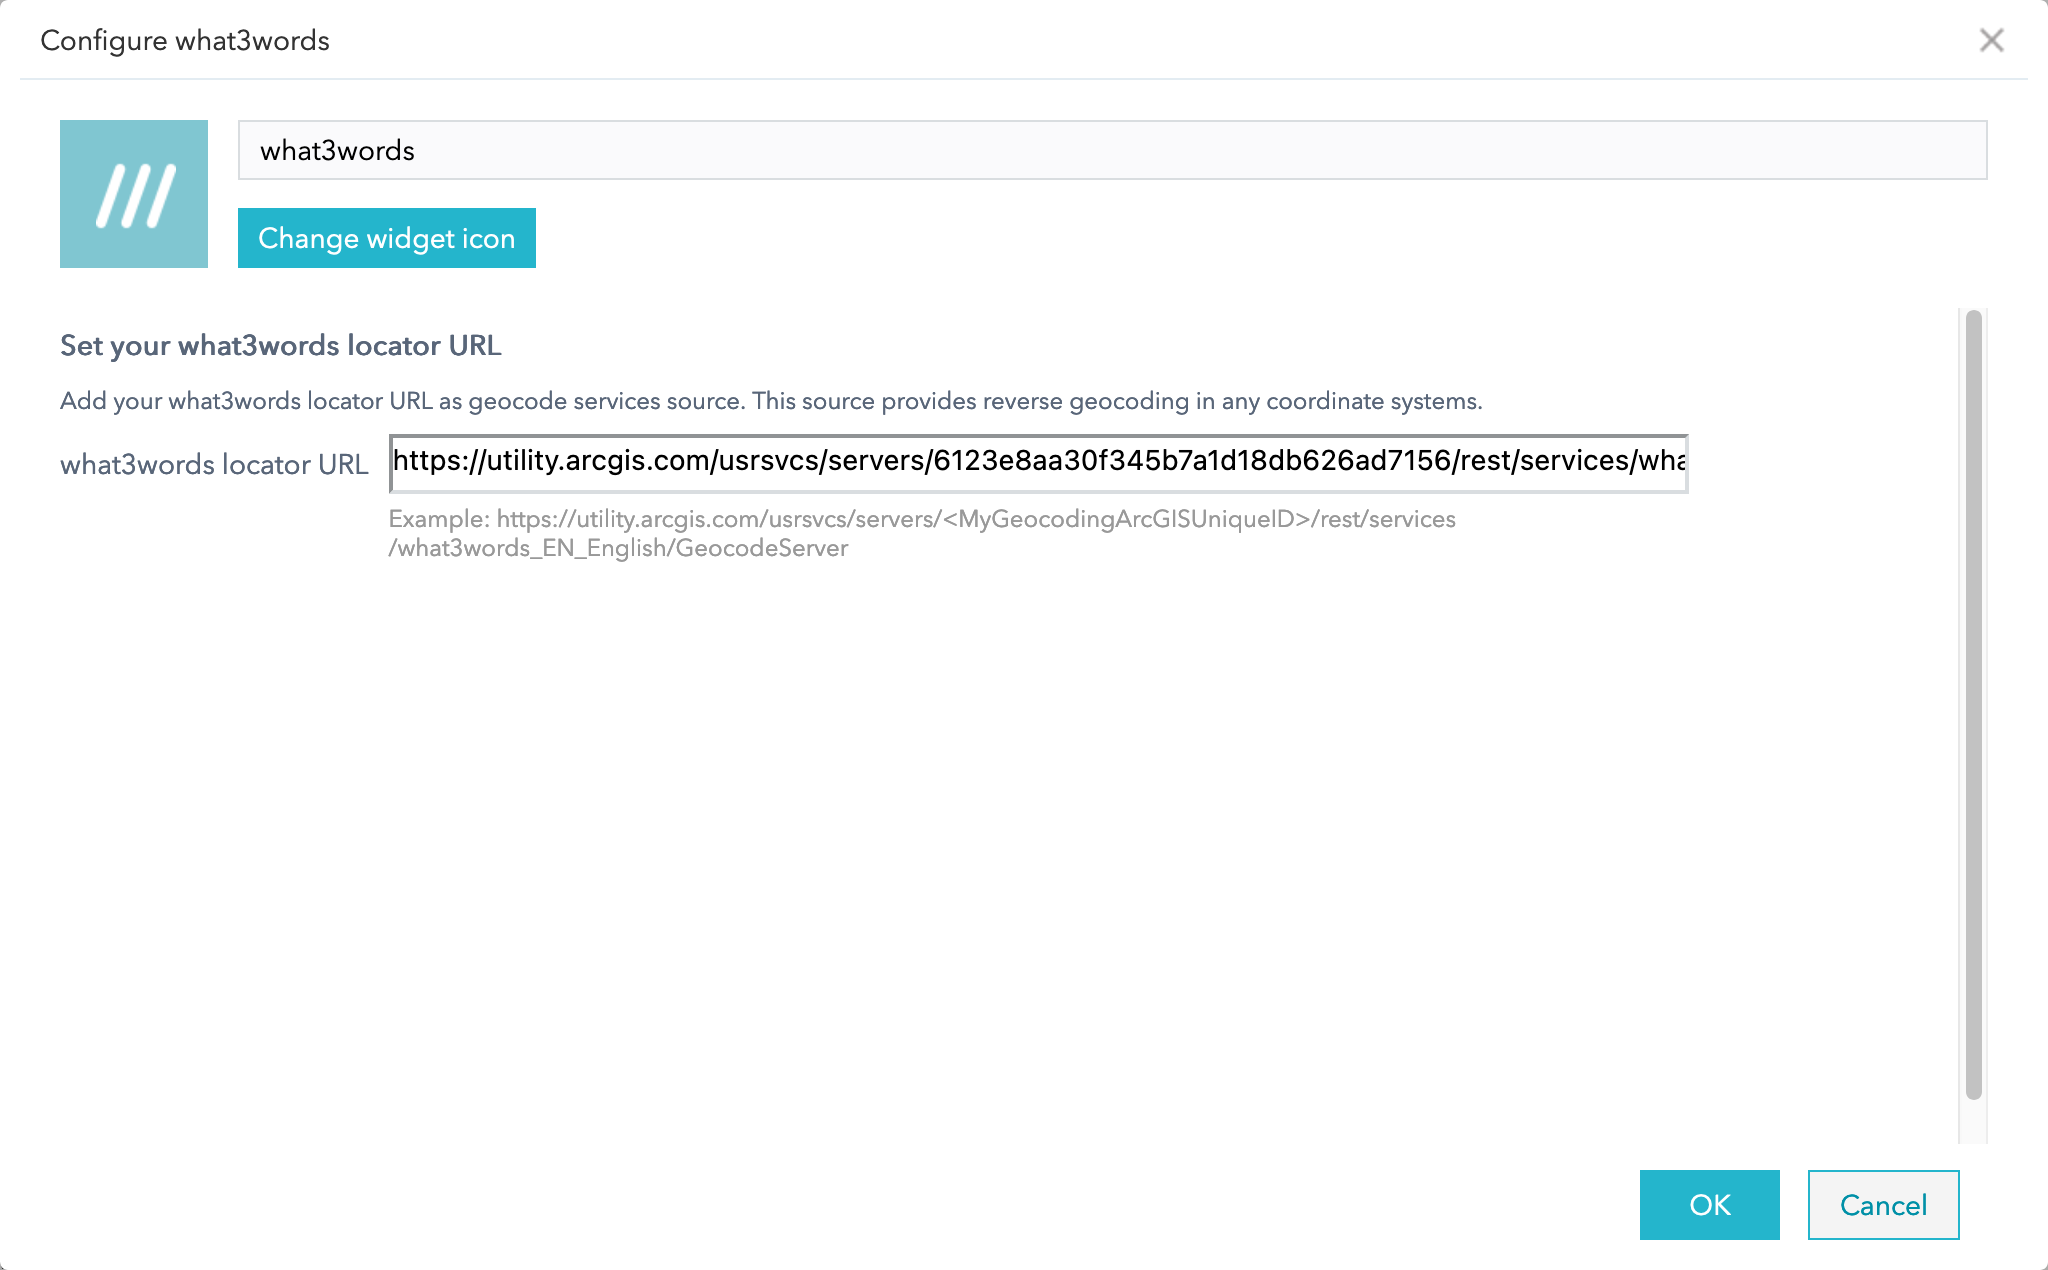 Configure what3words
what3words
Change widget icon
Set your what3words locator URL
Add your what3words locator URL as geocode services source. This source provides reverse geocoding in any coordinate systems.
what3words locator URL https://utility.arcgis.com/usrsvcs/servers/6123e8aa30f345b7a1d18db626ad7156/rest/services/wha
Example: https://utility.arcgis.com/usrsvcs/servers/<MyGeocodingArcGISUniqueID>/rest/services
/what3words_EN_English/GeocodeServer
OK Cancel